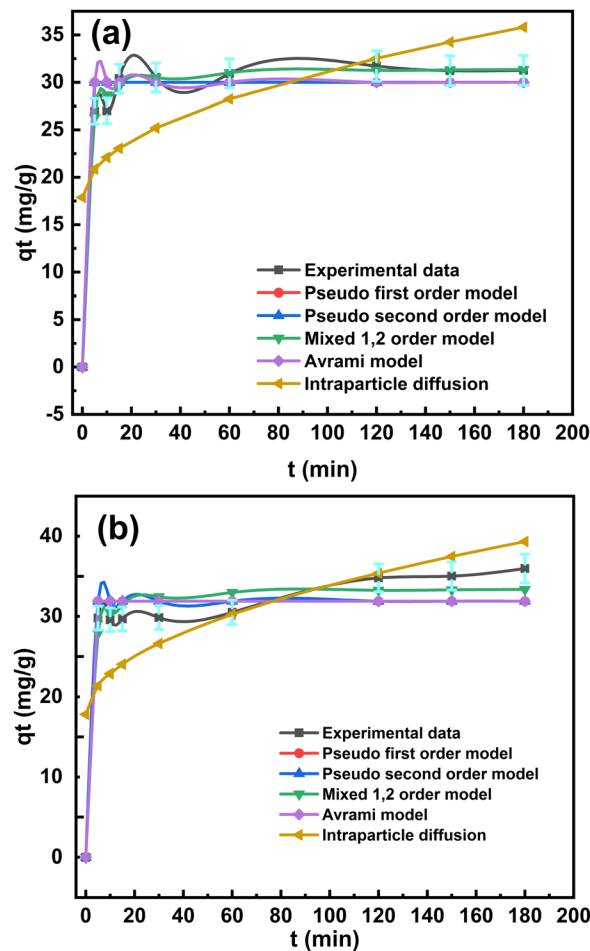 (a)
qt (mg/g)
35
30
25
20
15
10
5
0
-5
Experimental data
Pseudo first order model
Pseudo second order model
Mixed 1,2 order model
Avrami model
Intraparticle diffusion
0 20 40 60 80 100 120 140 160 180 200
t (min)
(b)
qt (mg/g)
40
30
20
10
0
Experimental data
Pseudo first order model
Pseudo second order model
Mixed 1,2 order model
Avrami model
Intraparticle diffusion
0 20 40 60 80 100 120 140 160 180 200
t (min)